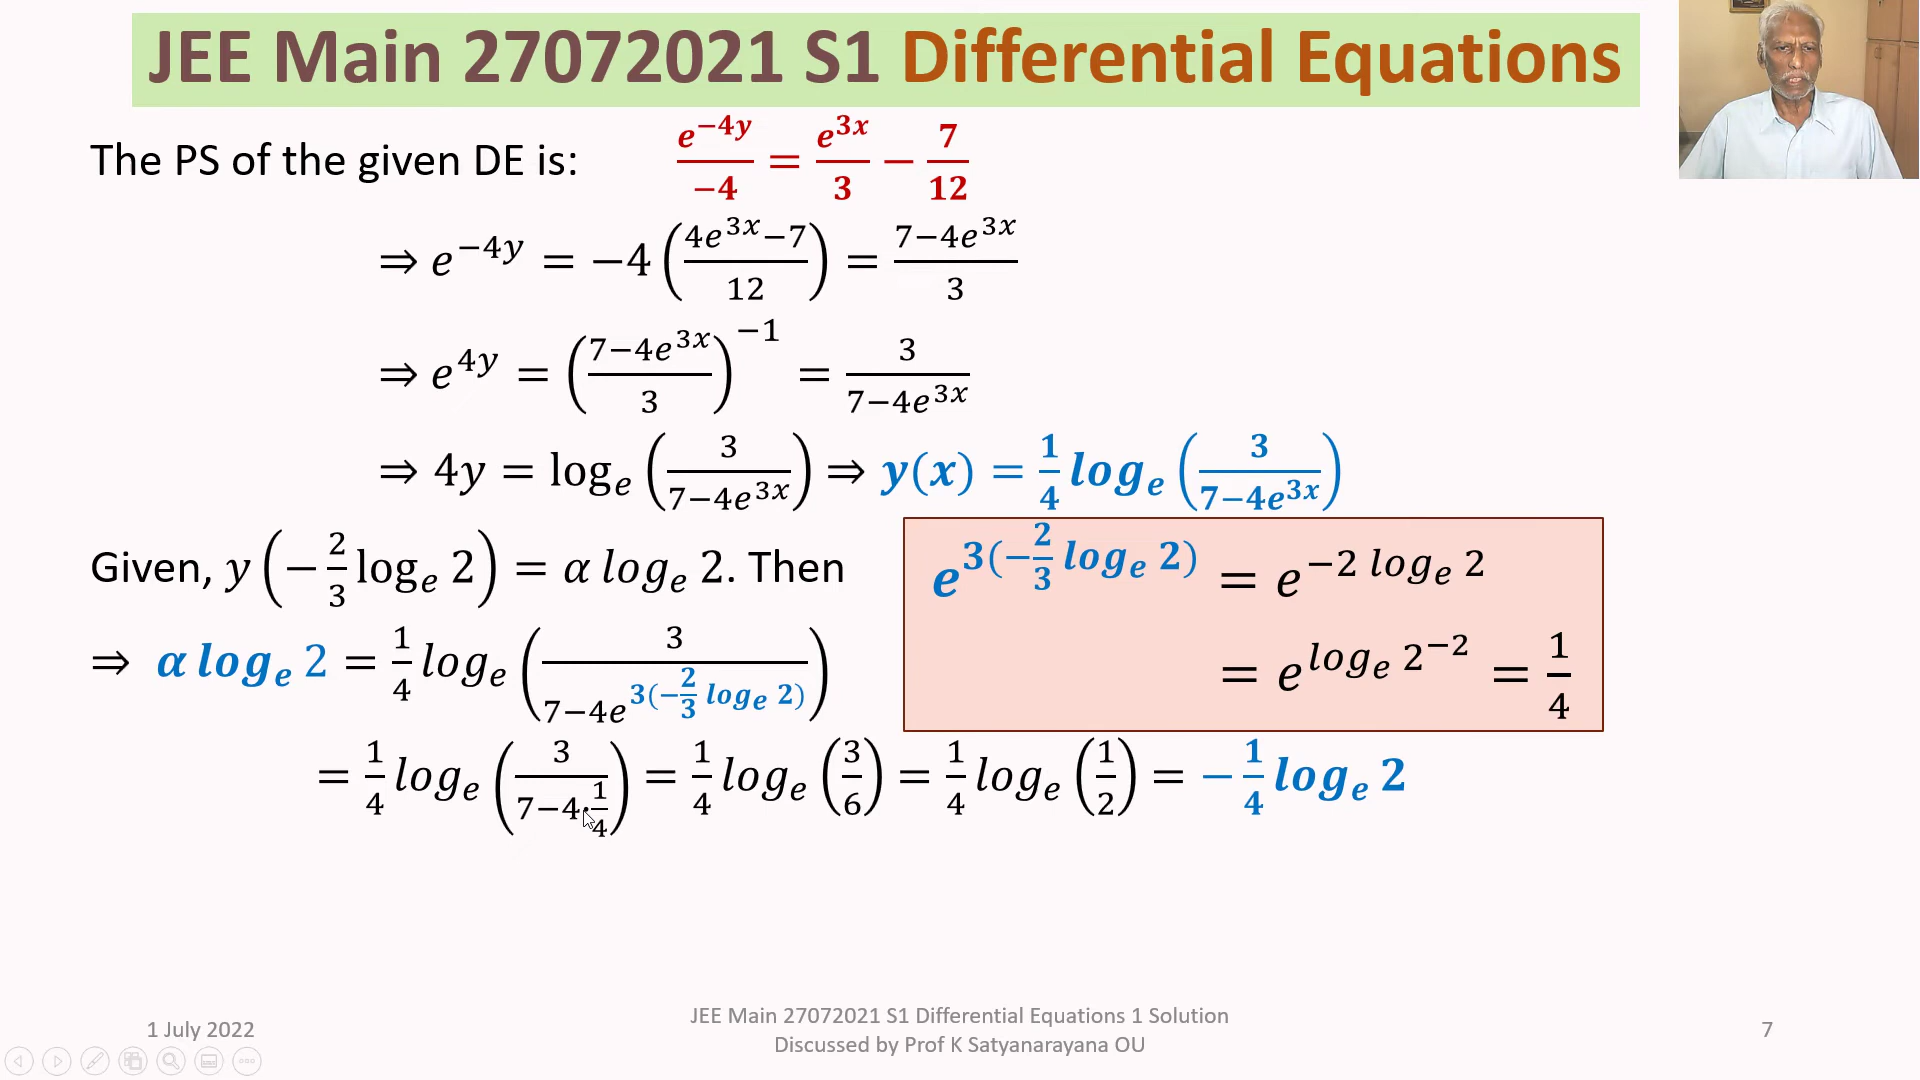 JEE Main 27072021 S1 Differential Equations
The PS of the given DE is: e^{-4y}/-4 = e^{3x}/3 − 7/12
⇒ e^{-4y} = −4((4e^{3x}−7)/12) = (7−4e^{3x})/3
⇒ e^{4y} = ((7−4e^{3x})/3)^{-1} = 3/(7−4e^{3x})
⇒ 4y = log_e (3/(7−4e^{3x})) ⇒ y(x) = 1/4 log_e (3/(7−4e^{3x}))
Given, y(−2/3 log_e 2) = α log_e 2. Then
⇒ α log_e 2 = 1/4 log_e (3/(7−4e^{3(−2/3 log_e 2)}))
e^{3(−2/3 log_e 2)} = e^{−2 log_e 2}
= e^{log_e 2^{−2}} = 1/4
= 1/4 log_e (3/(7−4·1/4)) = 1/4 log_e (3/6) = 1/4 log_e (1/2) = −1/4 log_e 2
1 July 2022
JEE Main 27072021 S1 Differential Equations 1 Solution
Discussed by Prof K Satyanarayana OU
7